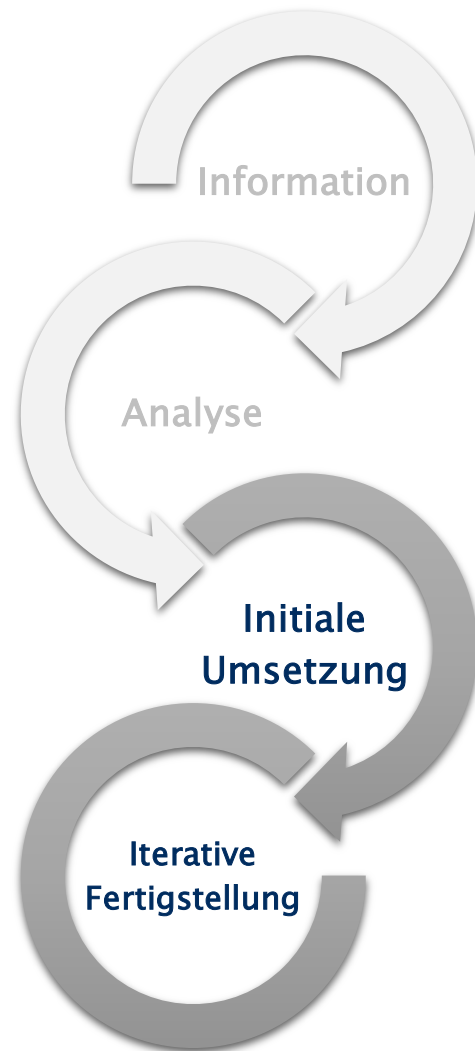 Information
Analyse
Initiale
Umsetzung
Iterative
Fertigstellung